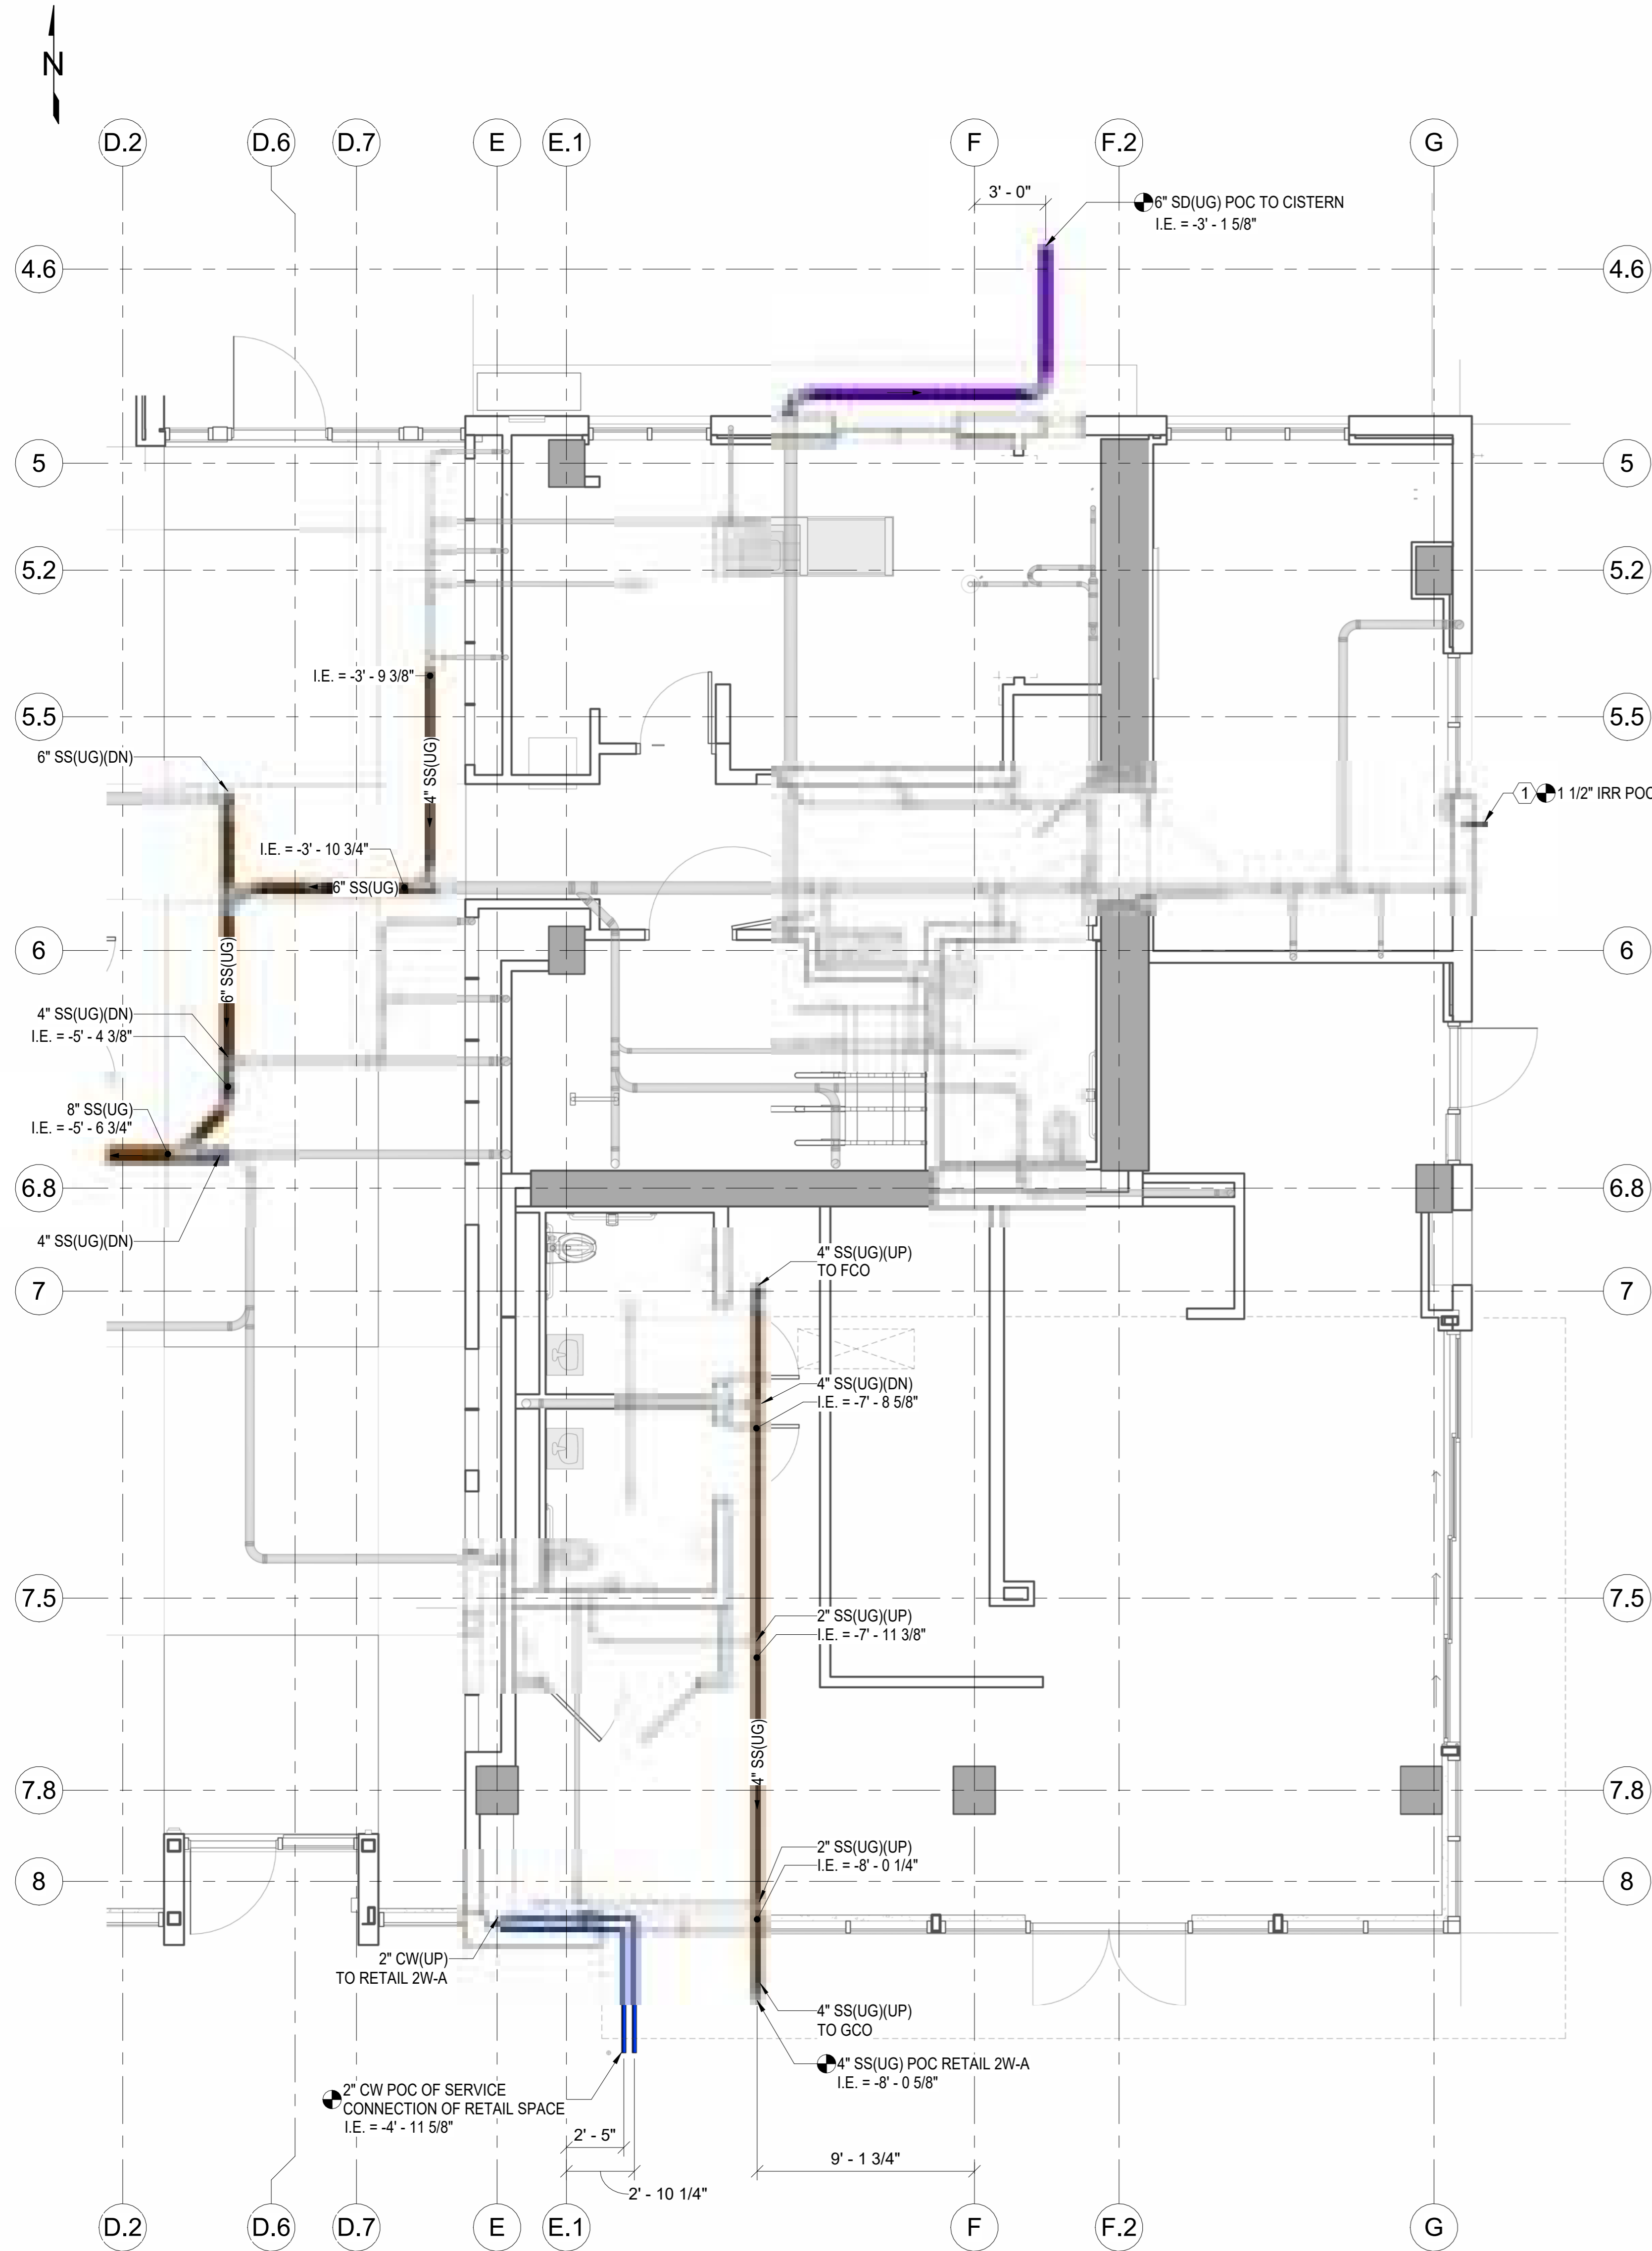 N
D.2
D.6
D.7
E
E.1
F
F.2
G
3' - 0"
6" SD(UG) POC TO CISTERN
I.E. = -3' - 1 5/8"
4.6
4.6
5
5
5.2
5.2
I.E. = -3' - 9 3/8"
5.5
5.5
4" SS(UG)
6" SS(UG)(DN)
1
1 1/2" IRR POC
I.E. = -3' - 10 3/4"
6" SS(UG)
6
6
6" SS(UG)
4" SS(UG)(DN)
I.E. = -5' - 4 3/8"
8" SS(UG)
I.E. = -5' - 6 3/4"
6.8
6.8
4" SS(UG)(DN)
4" SS(UG)(UP)
TO FCO
7
7
4" SS(UG)(DN)
I.E. = -7' - 8 5/8"
7.5
7.5
2" SS(UG)(UP)
I.E. = -7' - 11 3/8"
4" SS(UG)
7.8
7.8
2" SS(UG)(UP)
I.E. = -8' - 0 1/4"
8
8
2" CW(UP)
TO RETAIL 2W-A
4" SS(UG)(UP)
TO GCO
4" SS(UG) POC RETAIL 2W-A
I.E. = -8' - 0 5/8"
2" CW POC OF SERVICE
CONNECTION OF RETAIL SPACE
I.E. = -4' - 11 5/8"
2' - 5"
9' - 1 3/4"
2' - 10 1/4"
D.2
D.6
D.7
E
E.1
F
F.2
G